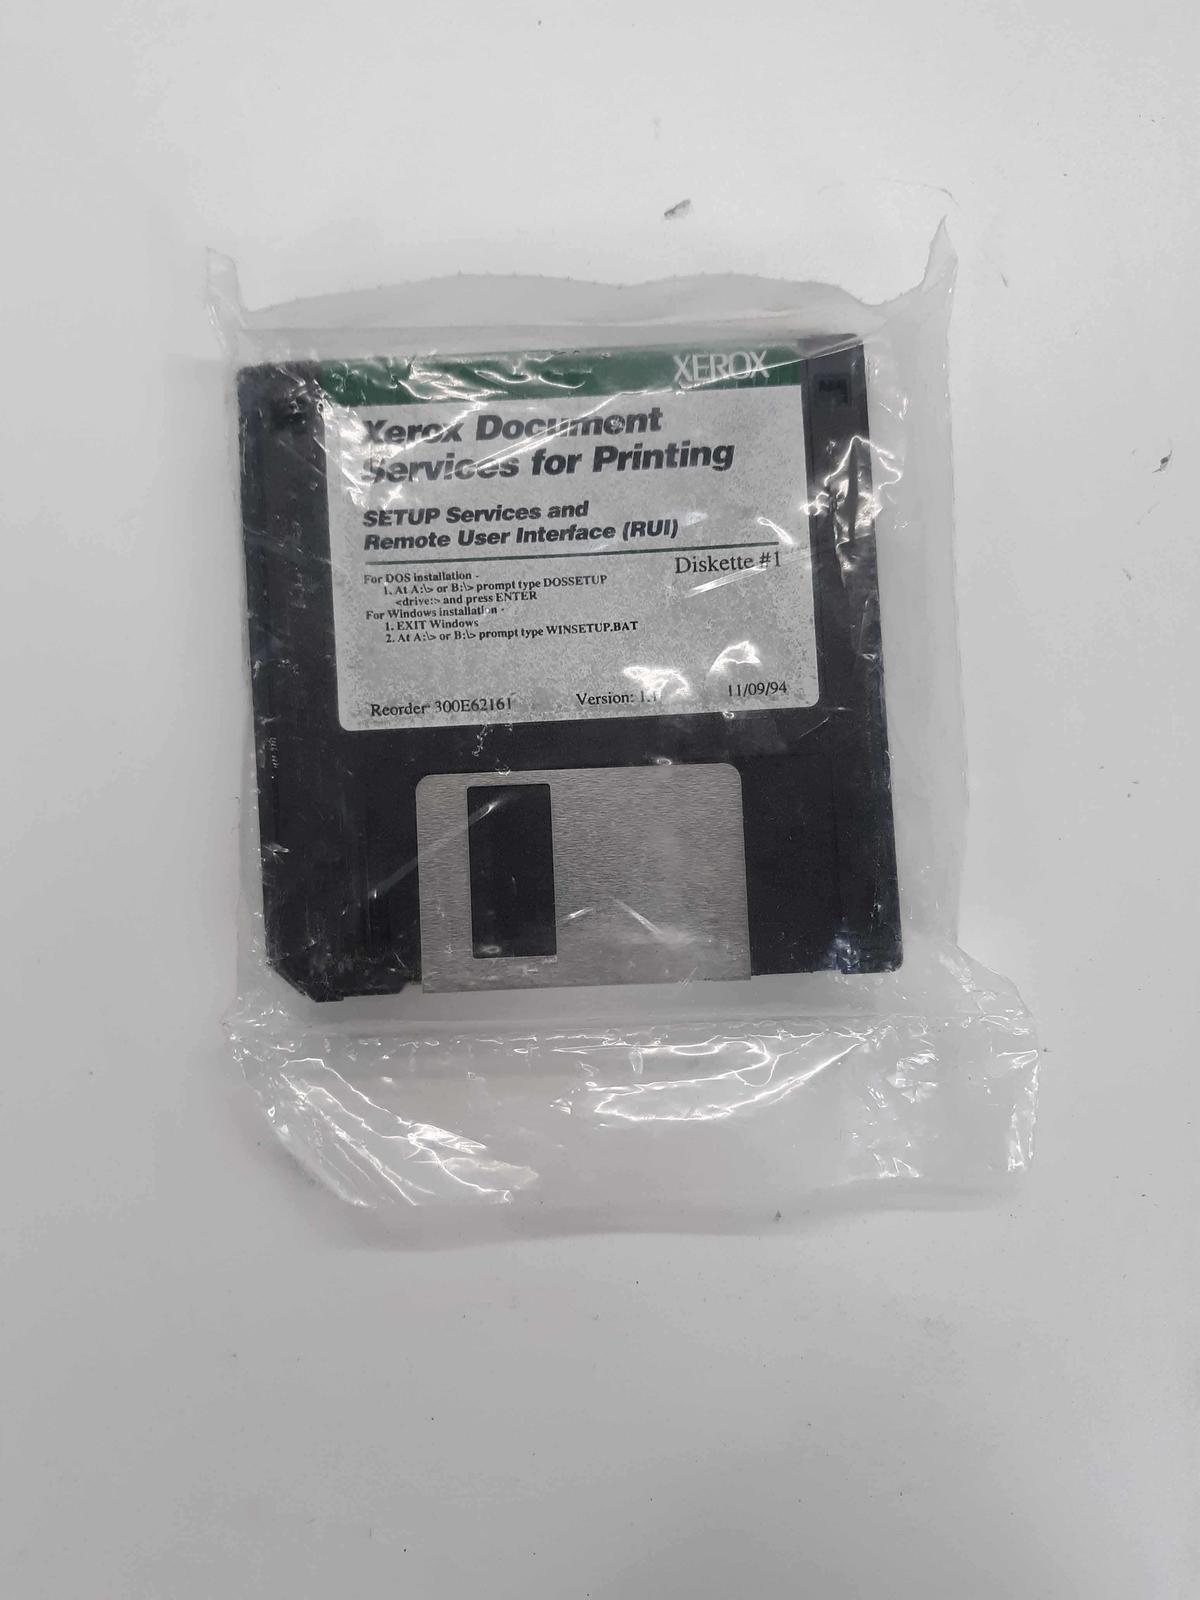 XEROX
Xerox Document
Services for Printing
SETUP Services and
Remote User Interface (RUI)
Diskette #1
For DOS installation -
1. At A:\> or B:\> prompt type DOSSETUP
<drive:> and press ENTER
For Windows installation -
1. EXIT Windows
2. At A:\> or B:\> prompt type WINSETUP.BAT
Reorder 300E62161 Version: 11/09/94